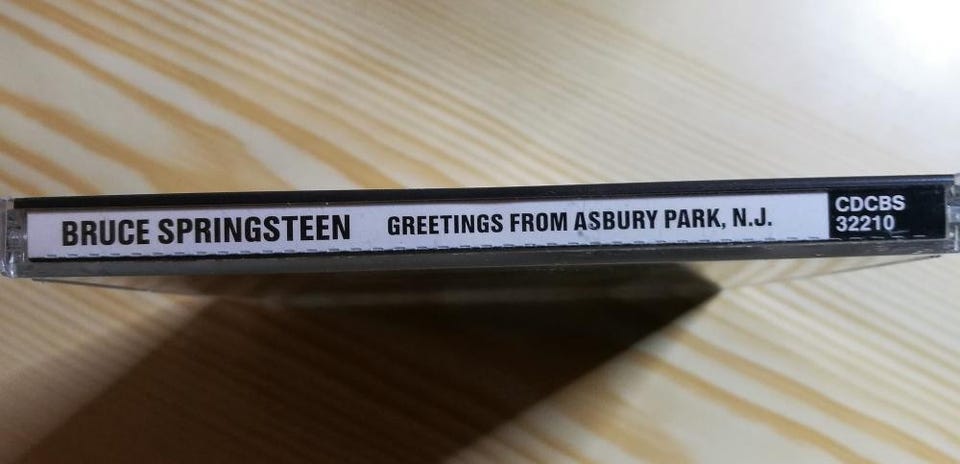 BRUCE SPRINGSTEEN GREETINGS FROM ASBURY PARK, N.J.
CDCBS
32210